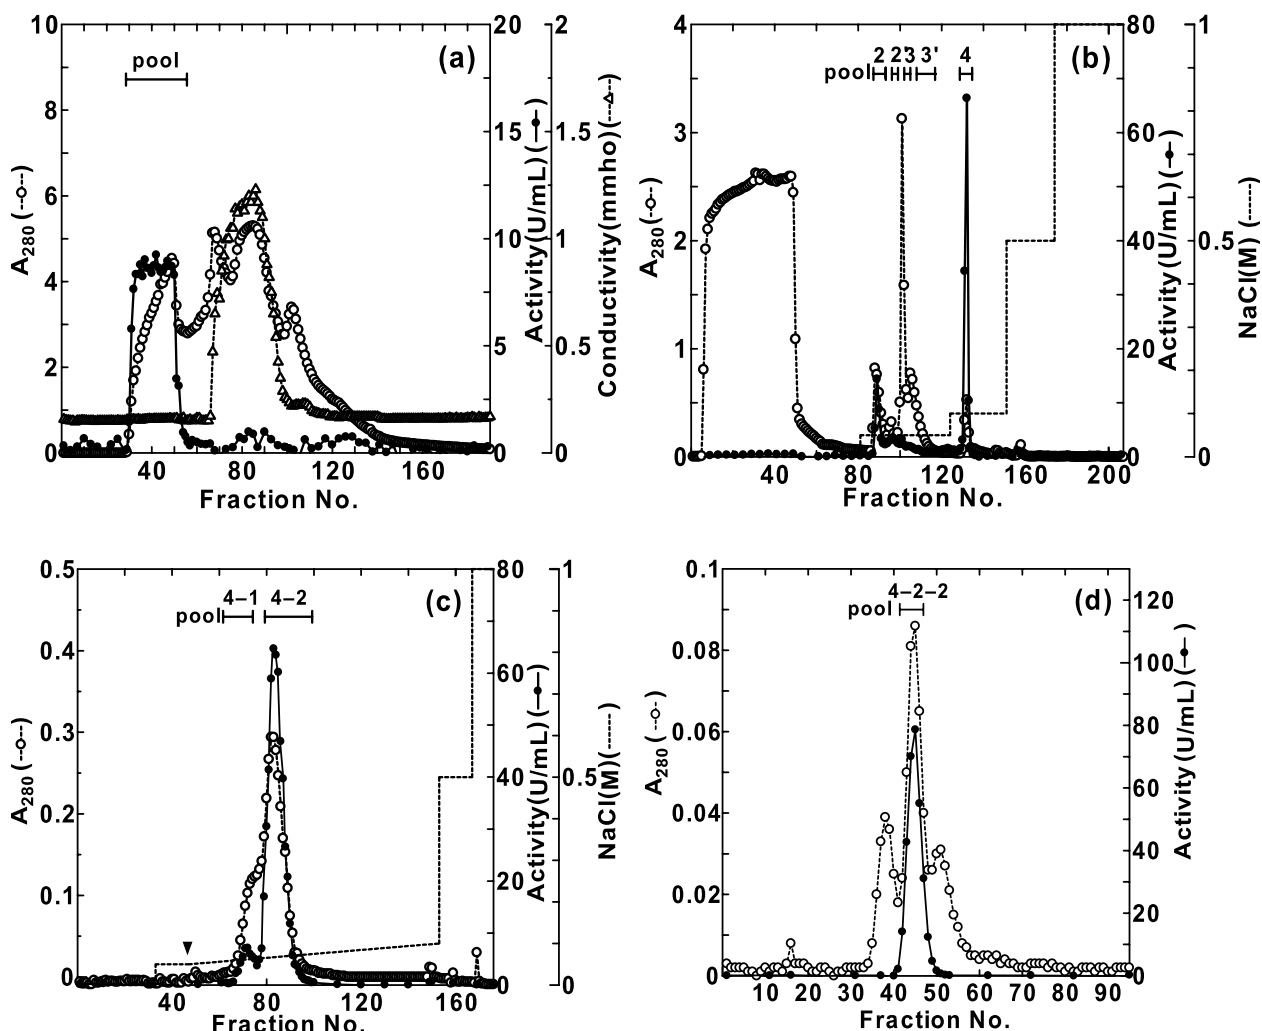 10 20 2 4 80 1
pool (a) 2 2' 3 3' 4 (b)
pool
8 15 1.5 3 60
6 10 1 2 40 0.5
4 5 0.5 1 20
2
0 0 0 0 0 0
40 80 120 160 40 80 120 160 200
Fraction No. Fraction No.
A280 (--○--) Activity(U/mL)(—●—) Conductivity(mmho)(--△--)
A280 (--○--) Activity(U/mL)(—●—) NaCl(M) (-----)
0.5 80 1 0.1
4–1 4–2 (c) 4–2–2 (d)
pool pool 120
0.4 60 0.08 100
0.3 0.06 80
40 0.5 60
0.2 0.04
20 40
0.1 0.02 20
0 0 0 0 0
40 80 120 160 10 20 30 40 50 60 70 80 90
Fraction No. Fraction No.
A280 (--○--) Activity(U/mL)(—●—) NaCl(M)(-----)
A280 (--○--) Activity(U/mL)(—●—)